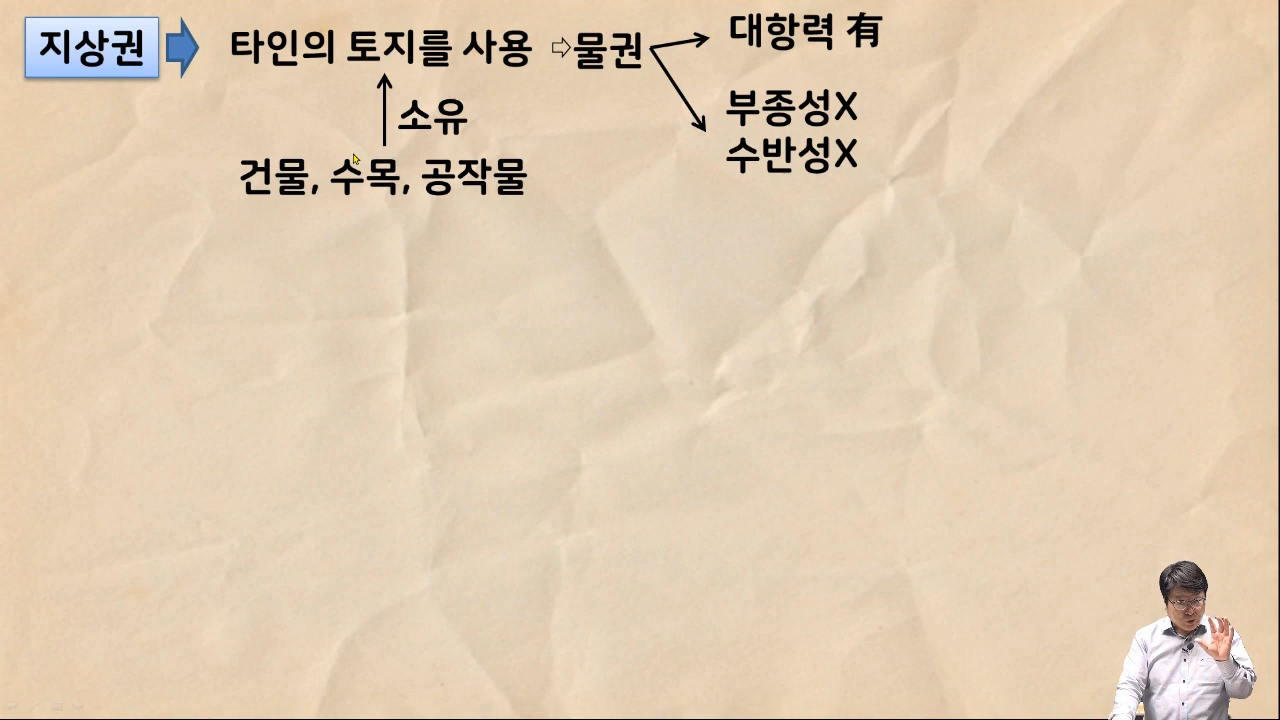 지상권 타인의 토지를 사용 ⇨물권 대항력 有
소유
부종성X
수반성X
건물, 수목, 공작물